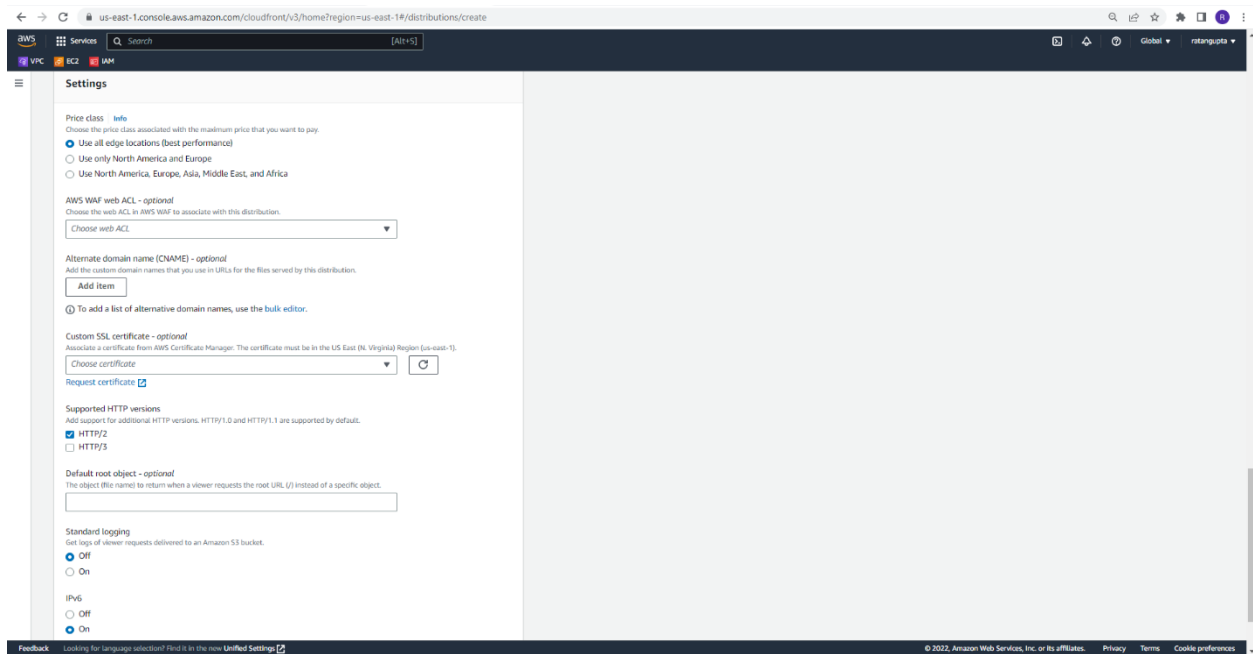 us-east-1.console.aws.amazon.com/cloudfront/v3/home?region=us-east-1#/distributions/create
R
aws Services Search [Alt+S] Global ratangupta
VPC EC2 IAM
Settings
Price class Info
Choose the price class associated with the maximum price that you want to pay.
Use all edge locations (best performance)
Use only North America and Europe
Use North America, Europe, Asia, Middle East, and Africa
AWS WAF web ACL - optional
Choose the web ACL in AWS WAF to associate with this distribution.
Choose web ACL
Alternate domain name (CNAME) - optional
Add the custom domain names that you use in URLs for the files served by this distribution.
Add item
To add a list of alternative domain names, use the bulk editor.
Custom SSL certificate - optional
Associate a certificate from AWS Certificate Manager. The certificate must be in the US East (N. Virginia) Region (us-east-1).
Choose certificate
Request certificate
Supported HTTP versions
Add support for additional HTTP versions. HTTP/1.0 and HTTP/1.1 are supported by default.
HTTP/2
HTTP/3
Default root object - optional
The object (file name) to return when a viewer requests the root URL (/) instead of a specific object.
Standard logging
Get logs of viewer requests delivered to an Amazon S3 bucket.
Off
On
IPv6
Off
On
Feedback Looking for language selection? Find it in the new Unified Settings © 2022, Amazon Web Services, Inc. or its affiliates. Privacy Terms Cookie preferences